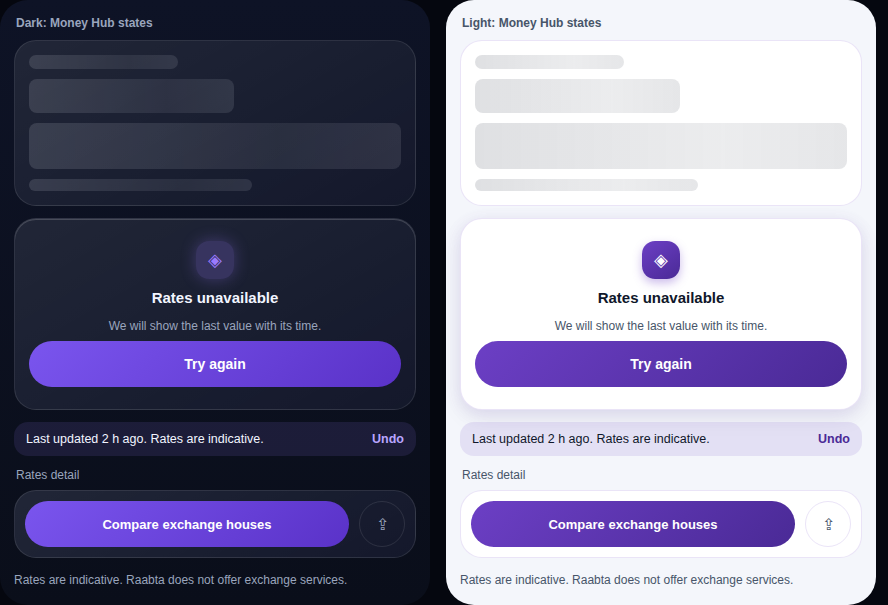 Dark: Money Hub states
Rates unavailable
We will show the last value with its time.
Try again
Last updated 2 h ago. Rates are indicative.
Undo
Rates detail
Compare exchange houses
Rates are indicative. Raabta does not offer exchange services.
Light: Money Hub states
Rates unavailable
We will show the last value with its time.
Try again
Last updated 2 h ago. Rates are indicative.
Undo
Rates detail
Compare exchange houses
Rates are indicative. Raabta does not offer exchange services.